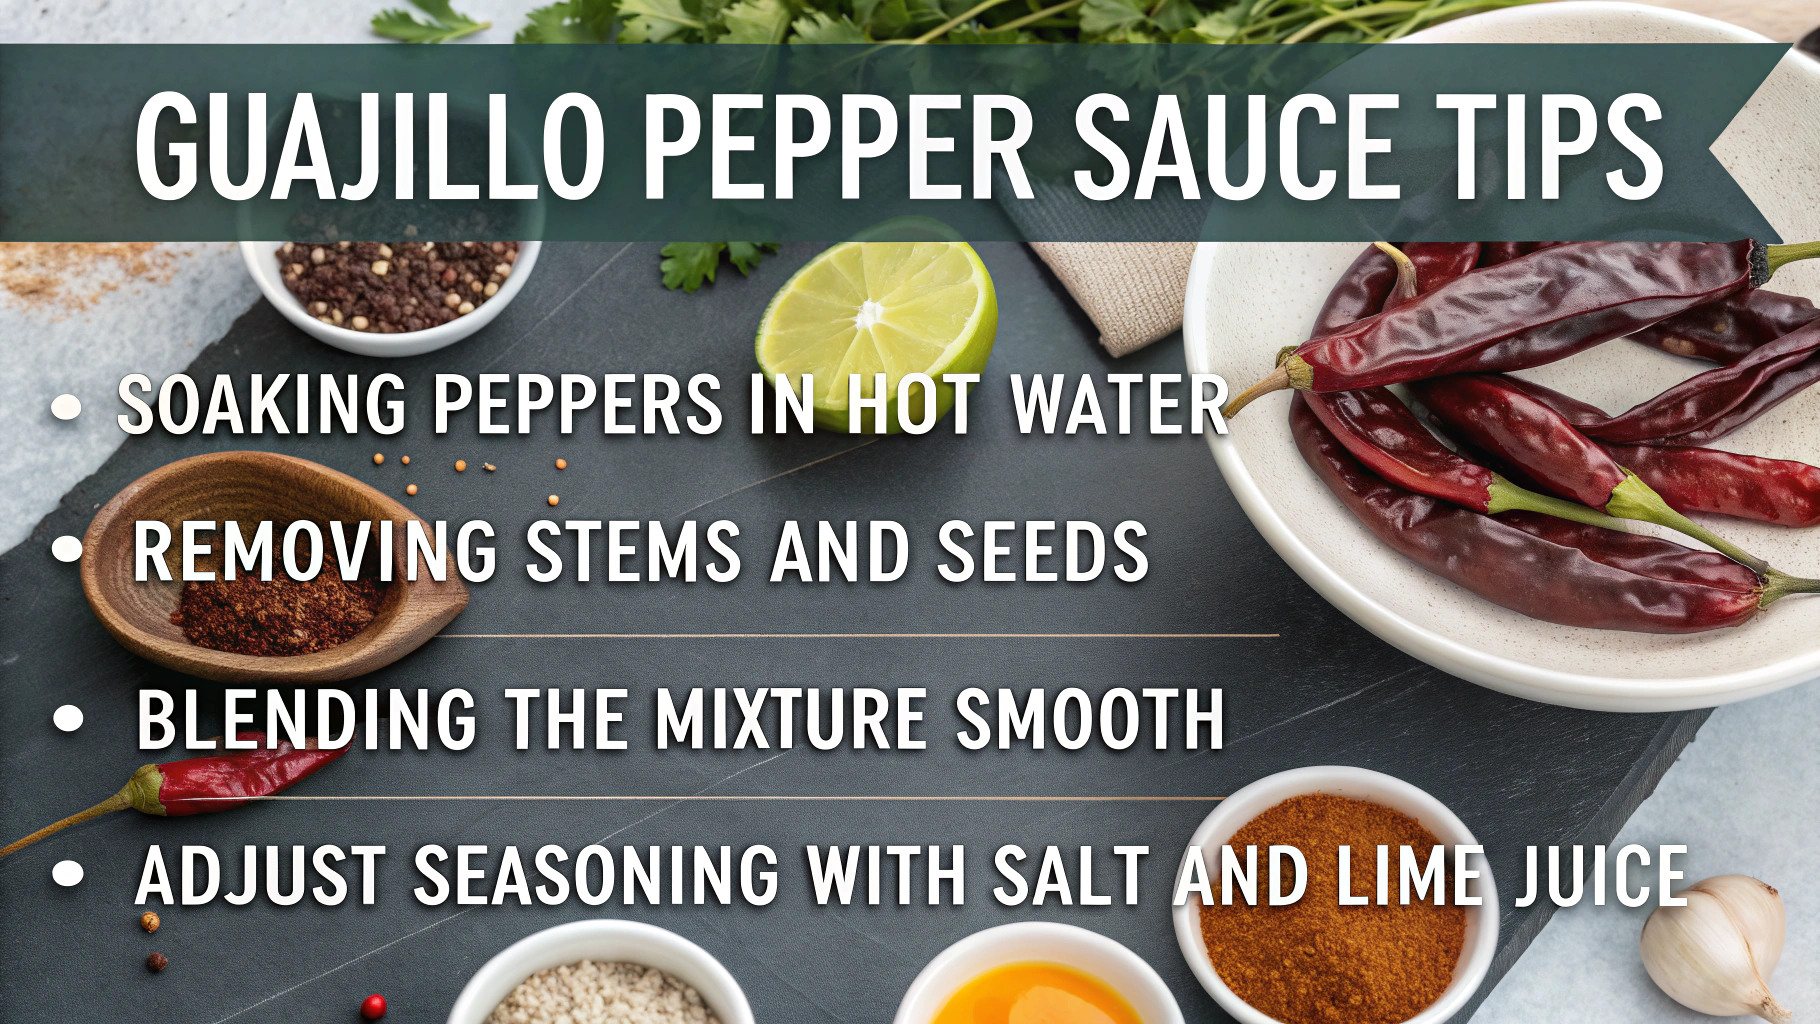 GUAJILLO PEPPER SAUCE TIPS
• SOAKING PEPPERS IN HOT WATER
• REMOVING STEMS AND SEEDS
• BLENDING THE MIXTURE SMOOTH
• ADJUST SEASONING WITH SALT AND LIME JUICE